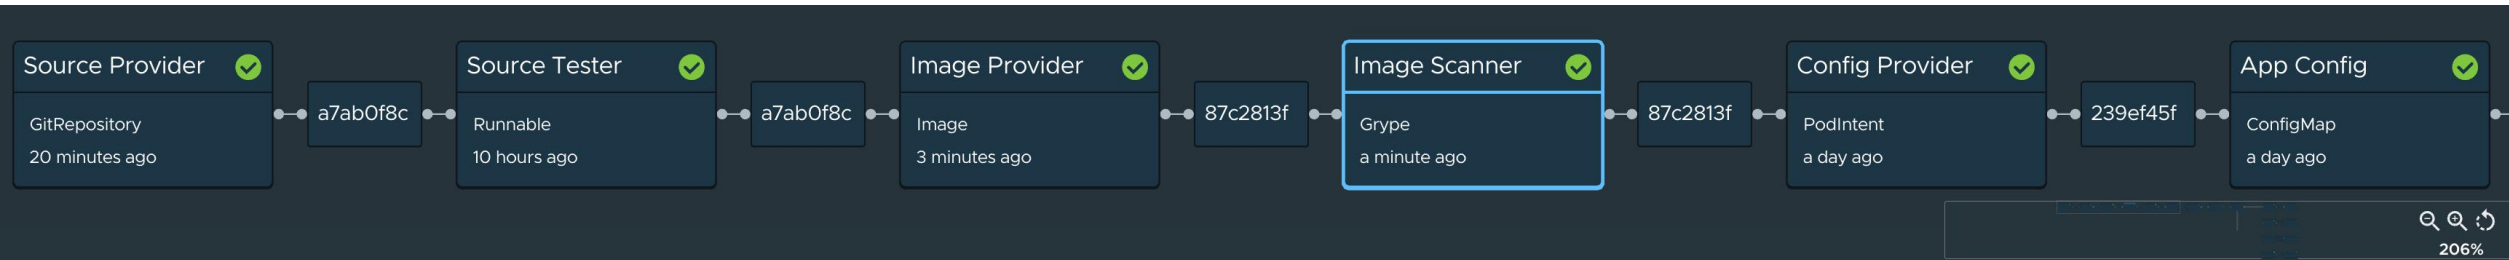 Source Provider
GitRepository
20 minutes ago
a7ab0f8c
Source Tester
Runnable
10 hours ago
a7ab0f8c
Image Provider
Image
3 minutes ago
87c2813f
Image Scanner
Grype
a minute ago
87c2813f
Config Provider
PodIntent
a day ago
239ef45f
App Config
ConfigMap
a day ago
206%